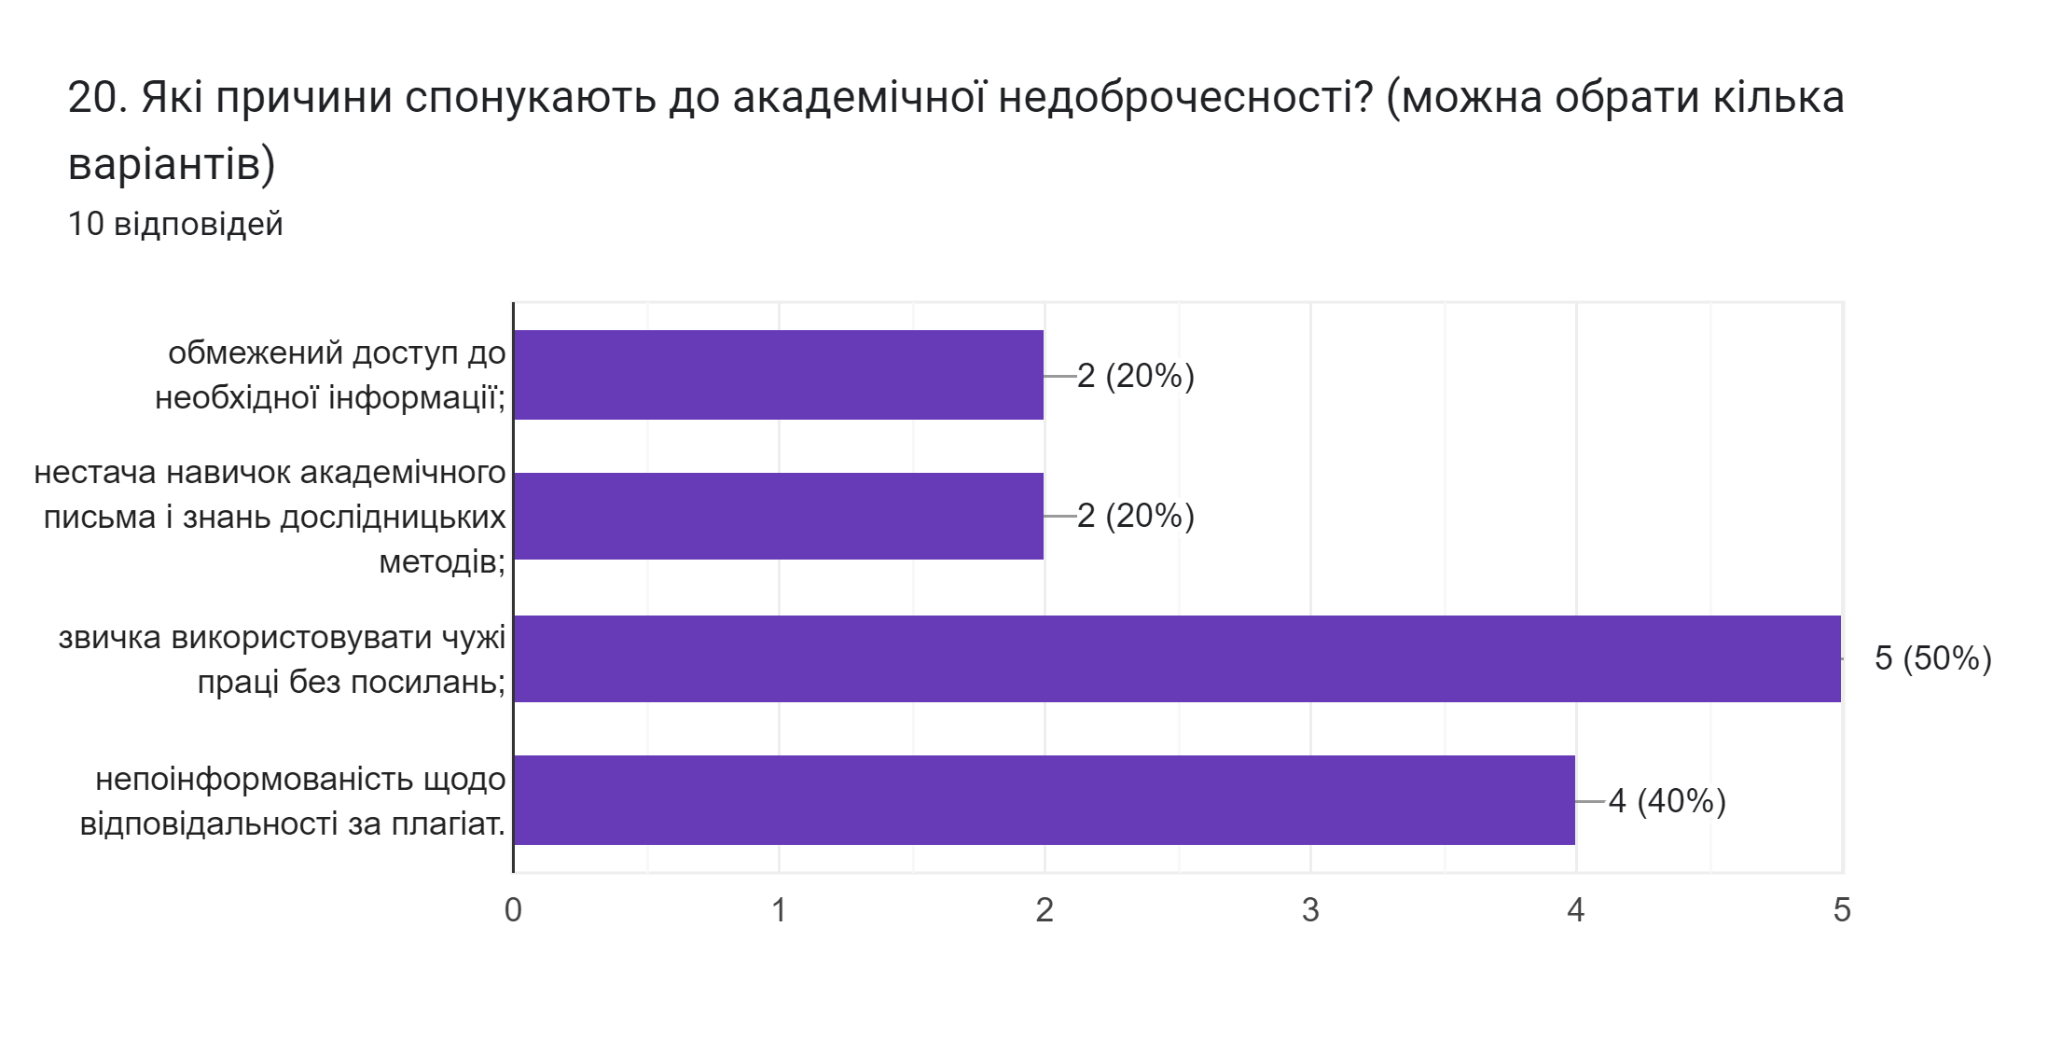 20. Які причини спонукають до академічної недоброчесності? (можна обрати кілька
варіантів)
10 відповідей
обмежений доступ до
необхідної інформації;
2 (20%)
нестача навичок академічного
письма і знань дослідницьких
методів;
2 (20%)
звичка використовувати чужі
праці без посилань;
5 (50%)
непоінформованість щодо
відповідальності за плагіат.
4 (40%)
0 1 2 3 4 5